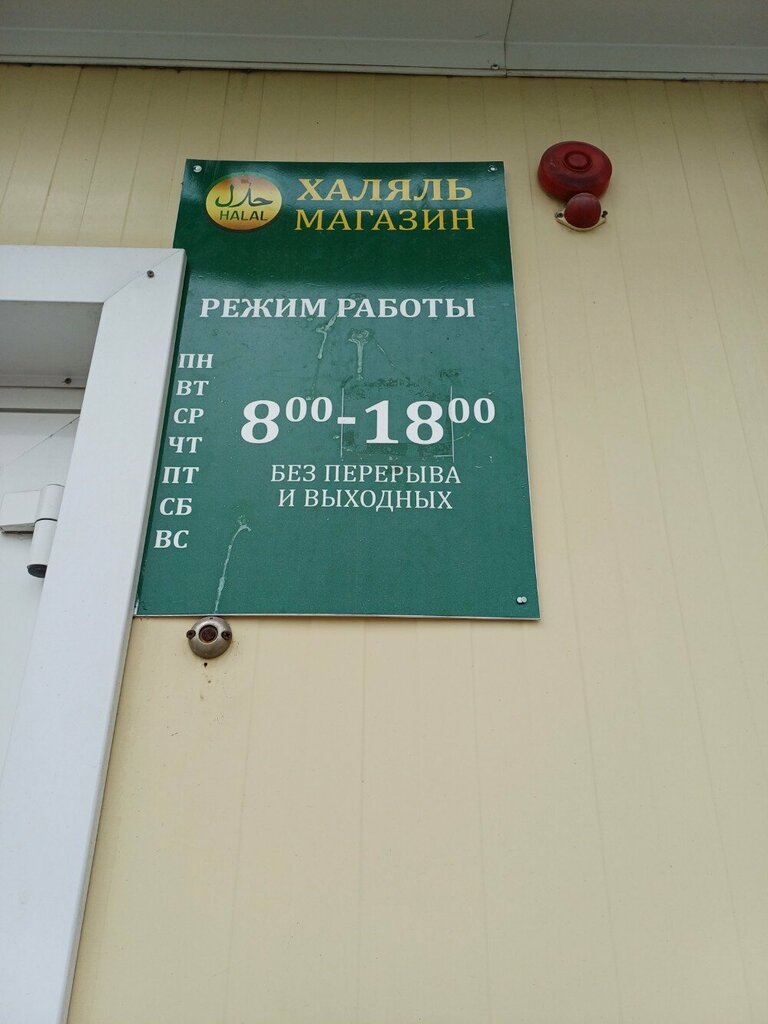 حلال
HALAL
ХАЛЯЛЬ
МАГАЗИН
РЕЖИМ РАБОТЫ
ПН
ВТ
СР
ЧТ
ПТ
СБ
ВС
8⁰⁰-18⁰⁰
БЕЗ ПЕРЕРЫВА
И ВЫХОДНЫХ